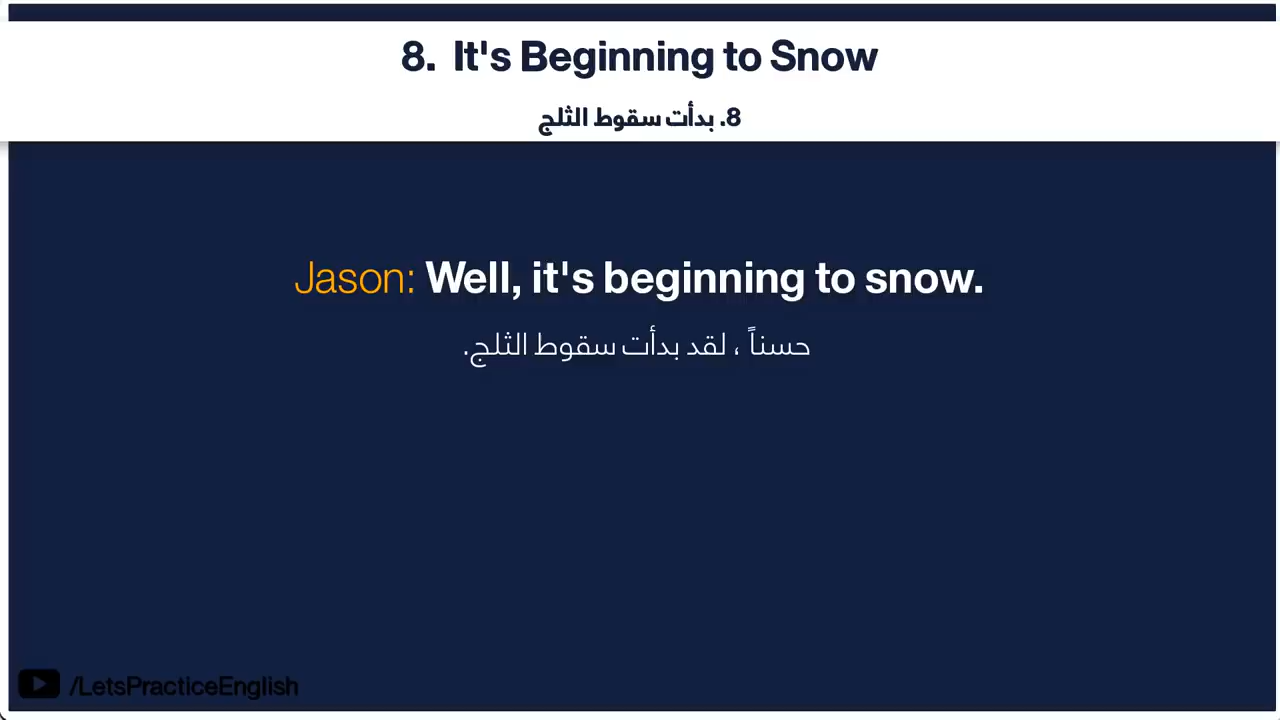 8. It's Beginning to Snow
8. بدأت سقوط الثلج
Jason: Well, it's beginning to snow.
حسناً ، لقد بدأت سقوط الثلج.
/LetsPracticeEnglish